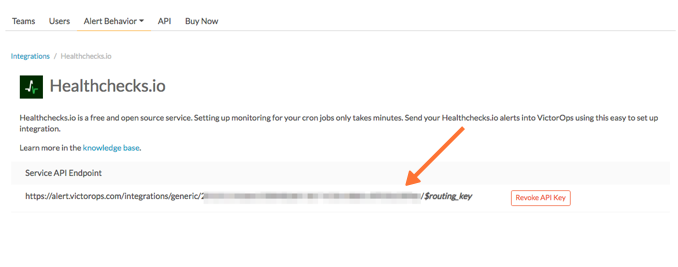 Teams Users Alert Behavior API Buy Now
Integrations / Healthchecks.io
Healthchecks.io
Healthchecks.io is a free and open source service. Setting up monitoring for your cron jobs only takes minutes. Send your Healthchecks.io alerts into VictorOps using this easy to set up
integration.
Learn more in the knowledge base.
Service API Endpoint
https://alert.victorops.com/integrations/generic/2 /$routing_key Revoke API Key